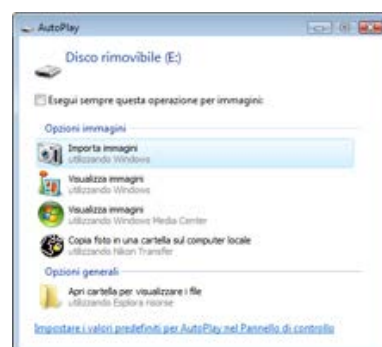 AutoPlay
Disco rimovibile (E:)
Esegui sempre questa operazione per immagini:
Opzioni immagini
Importa immagini
utilizzando Windows
Visualizza immagini
utilizzando Windows
Visualizza immagini
utilizzando Windows Media Center
Copia foto in una cartella sul computer locale
utilizzando Nikon Transfer
Opzioni generali
Apri cartella per visualizzare i file
utilizzando Esplora risorse
Impostare i valori predefiniti per AutoPlay nel Pannello di controllo